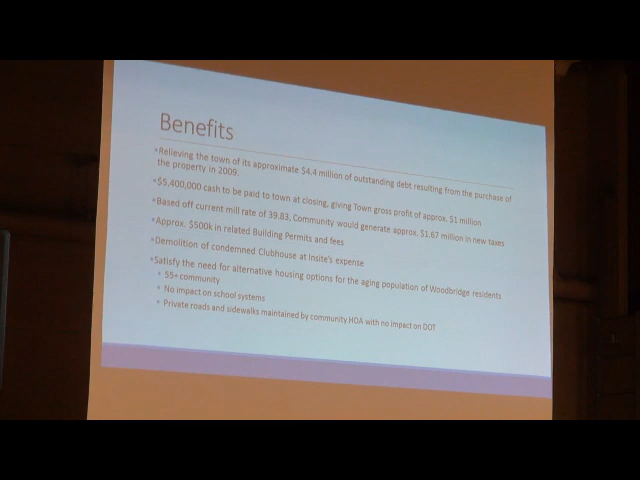 Benefits
•Relieving the town of its approximate $4.4 million of outstanding debt resulting from the purchase of
the property in 2009.
•$5,400,000 cash to be paid to town at closing, giving Town gross profit of approx. $1 million
•Based off current mill rate of 39.83, Community would generate approx. $1.67 million in new taxes
•Approx. $500k in related Building Permits and fees
•Demolition of condemned Clubhouse at Insite's expense
•Satisfy the need for alternative housing options for the aging population of Woodbridge residents
• 55+ community
• No impact on school systems
• Private roads and sidewalks maintained by community HOA with no impact on DOT